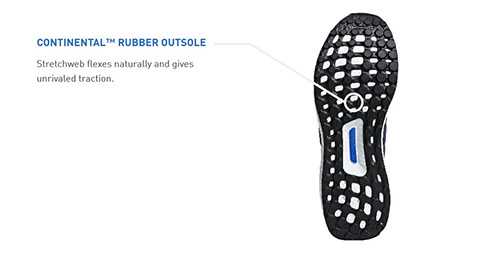 CONTINENTAL™ RUBBER OUTSOLE
Stretchweb flexes naturally and gives
unrivaled traction.